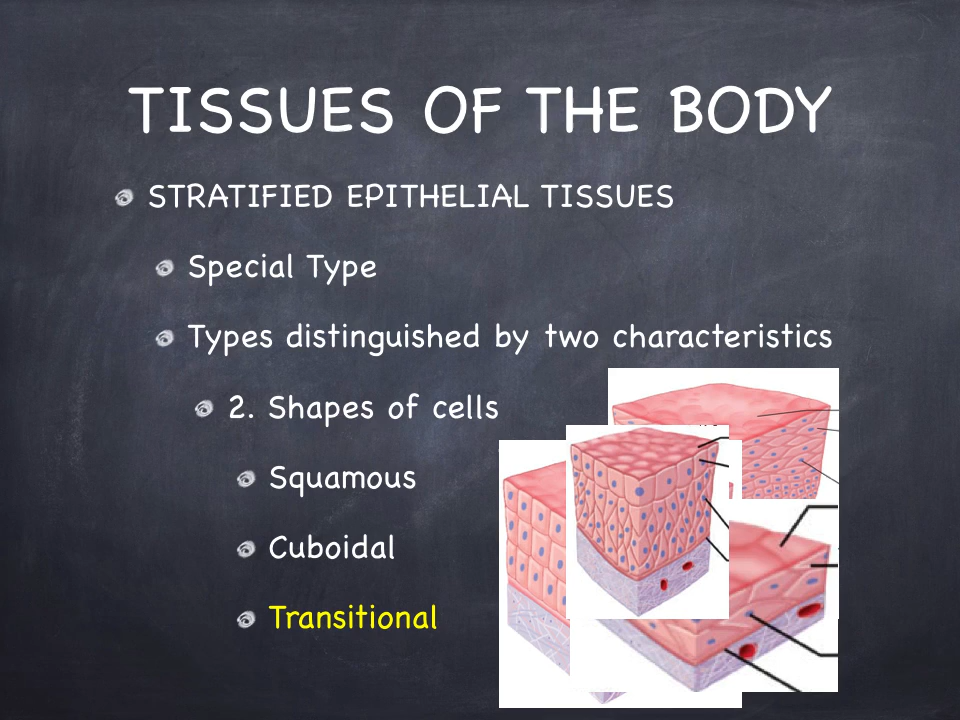 TISSUES OF THE BODY
STRATIFIED EPITHELIAL TISSUES
Special Type
Types distinguished by two characteristics
2. Shapes of cells
Squamous
Cuboidal
Transitional